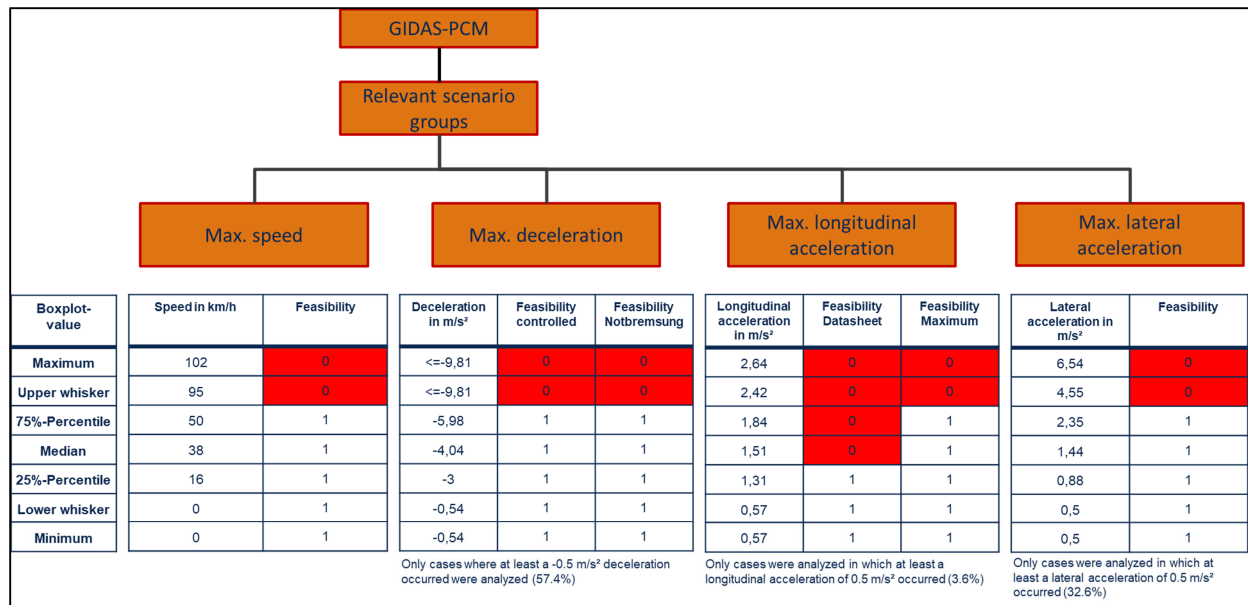 GIDAS-PCM
Relevant scenario
groups
Max. speed
Max. deceleration
Max. longitudinal
acceleration
Max. lateral
acceleration
Boxplot-
value
Speed in km/h
Feasibility
Deceleration
in m/s²
Feasibility
controlled
Feasibility
Notbremsung
Longitudinal
acceleration
in m/s²
Feasibility
Datasheet
Feasibility
Maximum
Lateral
acceleration in
m/s²
Feasibility
Maximum 102 0 <=-9,81 0 0 2,64 0 0 6,54 0
Upper whisker 95 0 <=-9,81 0 0 2,42 0 0 4,55 0
75%-Percentile 50 1 -5,98 1 1 1,84 0 1 2,35 1
Median 38 1 -4,04 1 1 1,51 0 1 1,44 1
25%-Percentile 16 1 -3 1 1 1,31 1 1 0,88 1
Lower whisker 0 1 -0,54 1 1 0,57 1 1 0,5 1
Minimum 0 1 -0,54 1 1 0,57 1 1 0,5 1
Only cases where at least a -0.5 m/s² deceleration
occurred were analyzed (57.4%)
Only cases were analyzed in which at least a
longitudinal acceleration of 0.5 m/s² occurred (3.6%)
Only cases were analyzed in which at
least a lateral acceleration of 0.5 m/s²
occurred (32.6%)